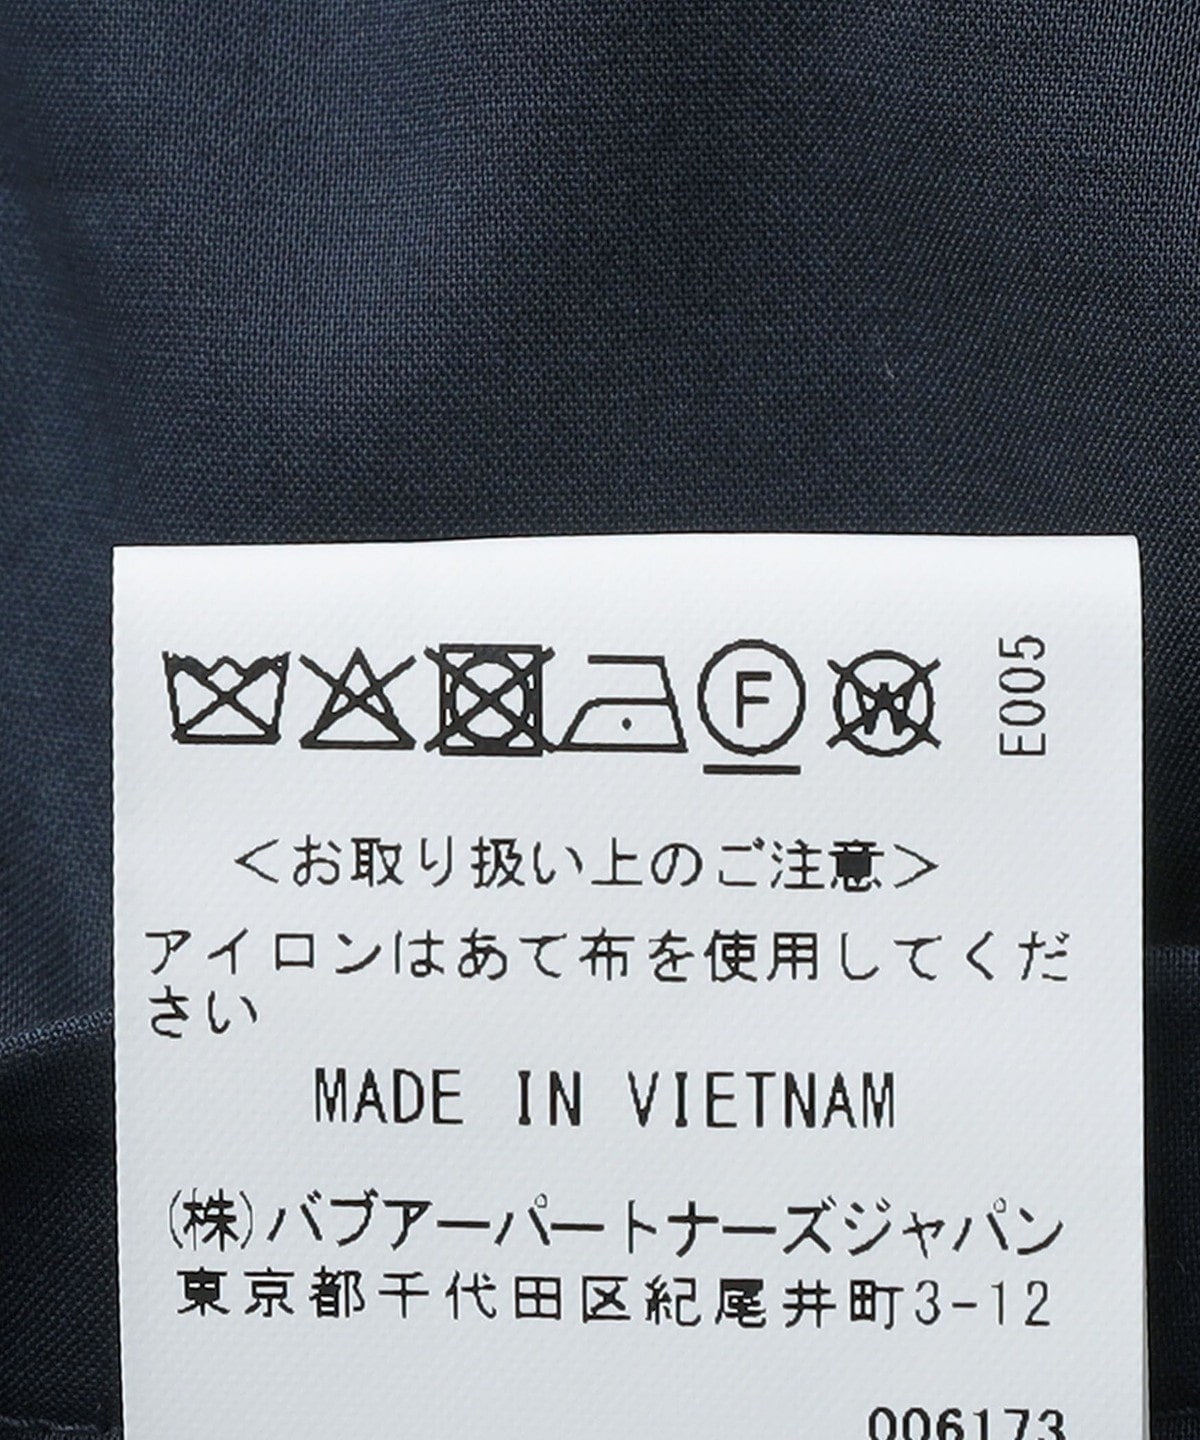 F W E005
＜お取り扱い上のご注意＞
アイロンはあて布を使用してくだ
さい
MADE IN VIETNAM
(株)バブアーパートナーズジャパン
東京都千代田区紀尾井町3-12
006173